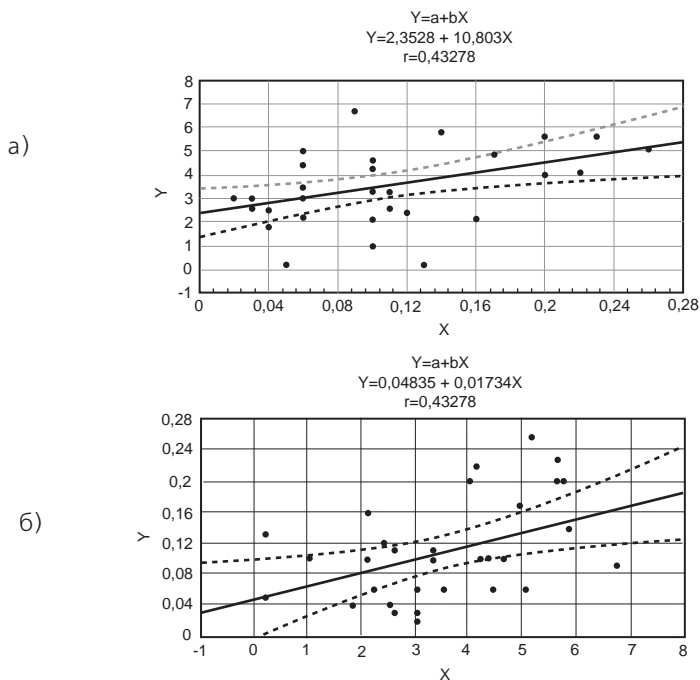 Y=a+bX
Y=2,3528 + 10,803X
r=0,43278
а)
Y
8
7
6
5
4
3
2
1
0
-1
0 0,04 0,08 0,12 0,16 0,2 0,24 0,28
X
Y=a+bX
Y=0,04835 + 0,01734X
r=0,43278
б)
Y
0,28
0,24
0,2
0,16
0,12
0,08
0,04
0
-1 0 1 2 3 4 5 6 7 8
X